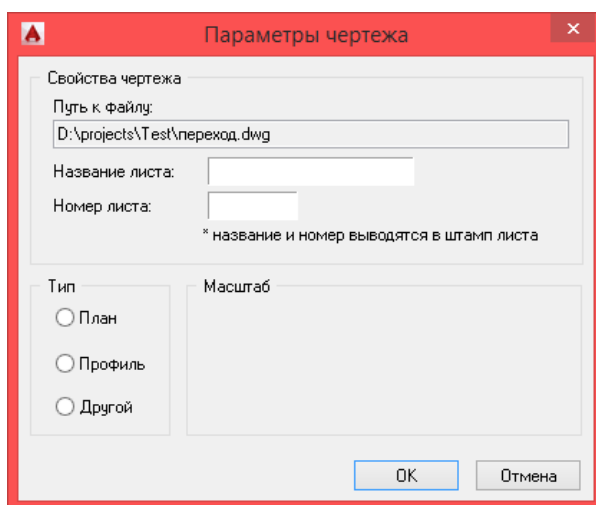 Параметры чертежа
Свойства чертежа
Путь к файлу:
D:\projects\Test\переход.dwg
Название листа:
Номер листа:
* название и номер выводятся в штамп листа
Тип
Масштаб
План
Профиль
Другой
OK
Отмена